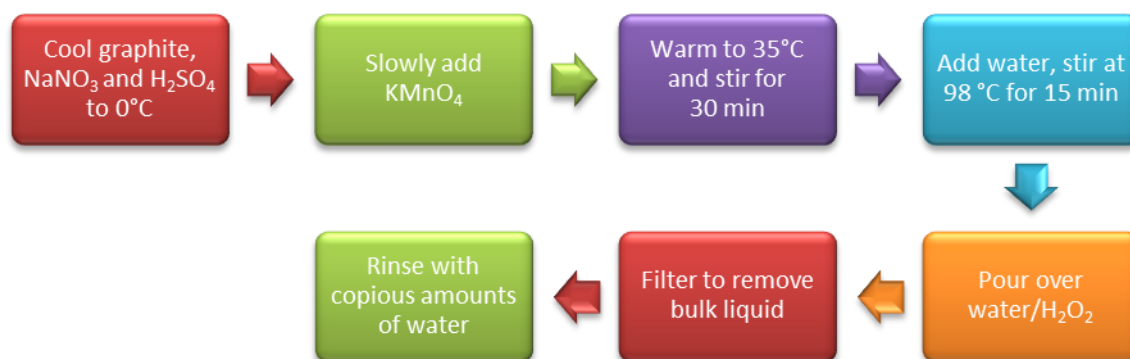 Cool graphite,
NaNO₃ and H₂SO₄
to 0°C
Slowly add
KMnO₄
Warm to 35°C
and stir for
30 min
Add water, stir at
98 °C for 15 min
Pour over
water/H₂O₂
Filter to remove
bulk liquid
Rinse with
copious amounts
of water